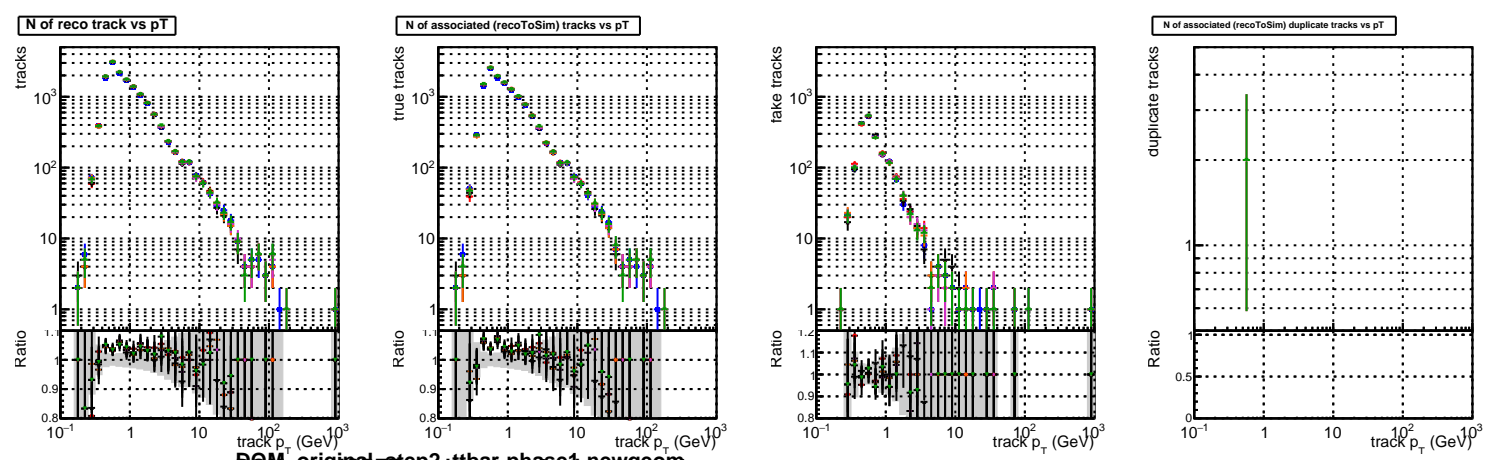 N of reco track vs pT
N of associated (recoToSim) tracks vs pT
N of associated (recoToSim) duplicate tracks vs pT
tracks
10³
10²
10
1
Ratio
1.1
1
0.9
0.8
10⁻¹ 1 10 10² 10³
track p_T (GeV)
true tracks
10³
10²
10
1
Ratio
1.1
1
0.9
0.8
10⁻¹ 1 10 10² 10³
track p_T (GeV)
fake tracks
10³
10²
10
1
Ratio
1.2
1.1
1
0.9
0.8
10⁻¹ 1 10 10² 10³
track p_T (GeV)
duplicate tracks
1
Ratio
1
0.5
0
10⁻¹ 1 10 10² 10³
track p_T (GeV)